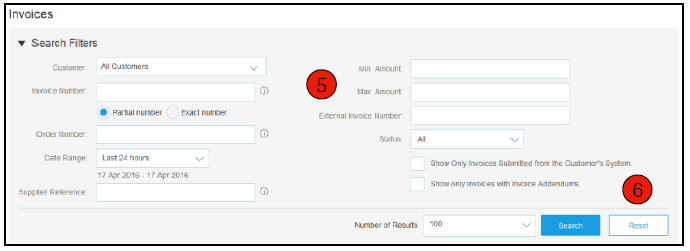 Invoices
▼ Search Filters
Customer: All Customers
Invoice Number:
Partial number Exact number
Order Number:
Date Range: Last 24 hours
17 Apr 2016 - 17 Apr 2016
Supplier Reference:
5
Min. Amount:
Max. Amount:
External Invoice Number:
Status: All
Show Only Invoices Submitted from the Customer's System.
Show only Invoices with Invoice Addendums.
6
Number of Results 100 Search Reset